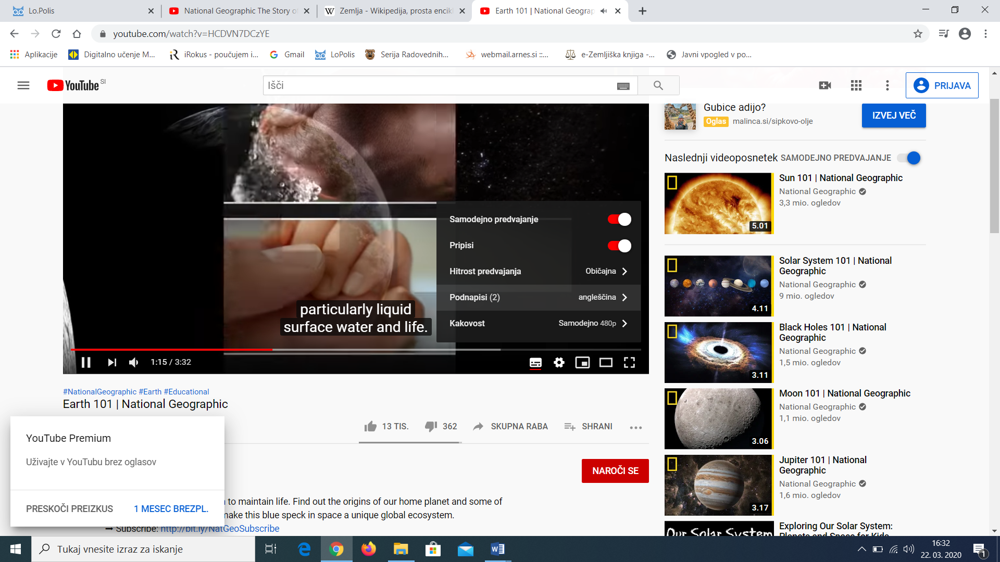 Lo.Polis
National Geographic The Story of
Zemlja - Wikipedija, prosta encikl
Earth 101 | National Geograp
youtube.com/watch?v=HCDVN7DCzYE
Aplikacije
Digitalno učenje M...
iRokus - poučujem i...
Gmail
LoPolis
Serija Radovednih...
webmail.arnes.si ::...
e-Zemljiška knjiga -...
Javni vpogled v po...
YouTube SI
Išči
PRIJAVA
Gubice adijo?
Oglas malinca.si/sipkovo-olje
IZVEJ VEČ
Naslednji videoposnetek SAMODEJNO PREDVAJANJE
Samodejno predvajanje
Pripisi
Hitrost predvajanja Običajna
Podnapisi (2) angleščina
Kakovost Samodejno 480p
particularly liquid
surface water and life.
1:15 / 3:32
Sun 101 | National Geographic
National Geographic
3,3 mio. ogledov
5.01
Solar System 101 | National
Geographic
National Geographic
9 mio. ogledov
4.11
Black Holes 101 | National
Geographic
National Geographic
1,5 mio. ogledov
3.11
Moon 101 | National Geographic
National Geographic
1,1 mio. ogledov
3.06
Jupiter 101 | National
Geographic
National Geographic
1,6 mio. ogledov
3.17
Exploring Our Solar System:
Planets and Space for Kids
Our Solar System
#NationalGeographic #Earth #Educational
Earth 101 | National Geographic
13 TIS.
362
SKUPNA RABA
SHRANI
NAROČI SE
YouTube Premium
Uživajte v YouTubu brez oglasov
PRESKOČI PREIZKUS
1 MESEC BREZPL.
to maintain life. Find out the origins of our home planet and some of
make this blue speck in space a unique global ecosystem.
➡ Subscribe: http://bit.ly/NatGeoSubscribe
Tukaj vnesite izraz za iskanje
16:32
22. 03. 2020
1